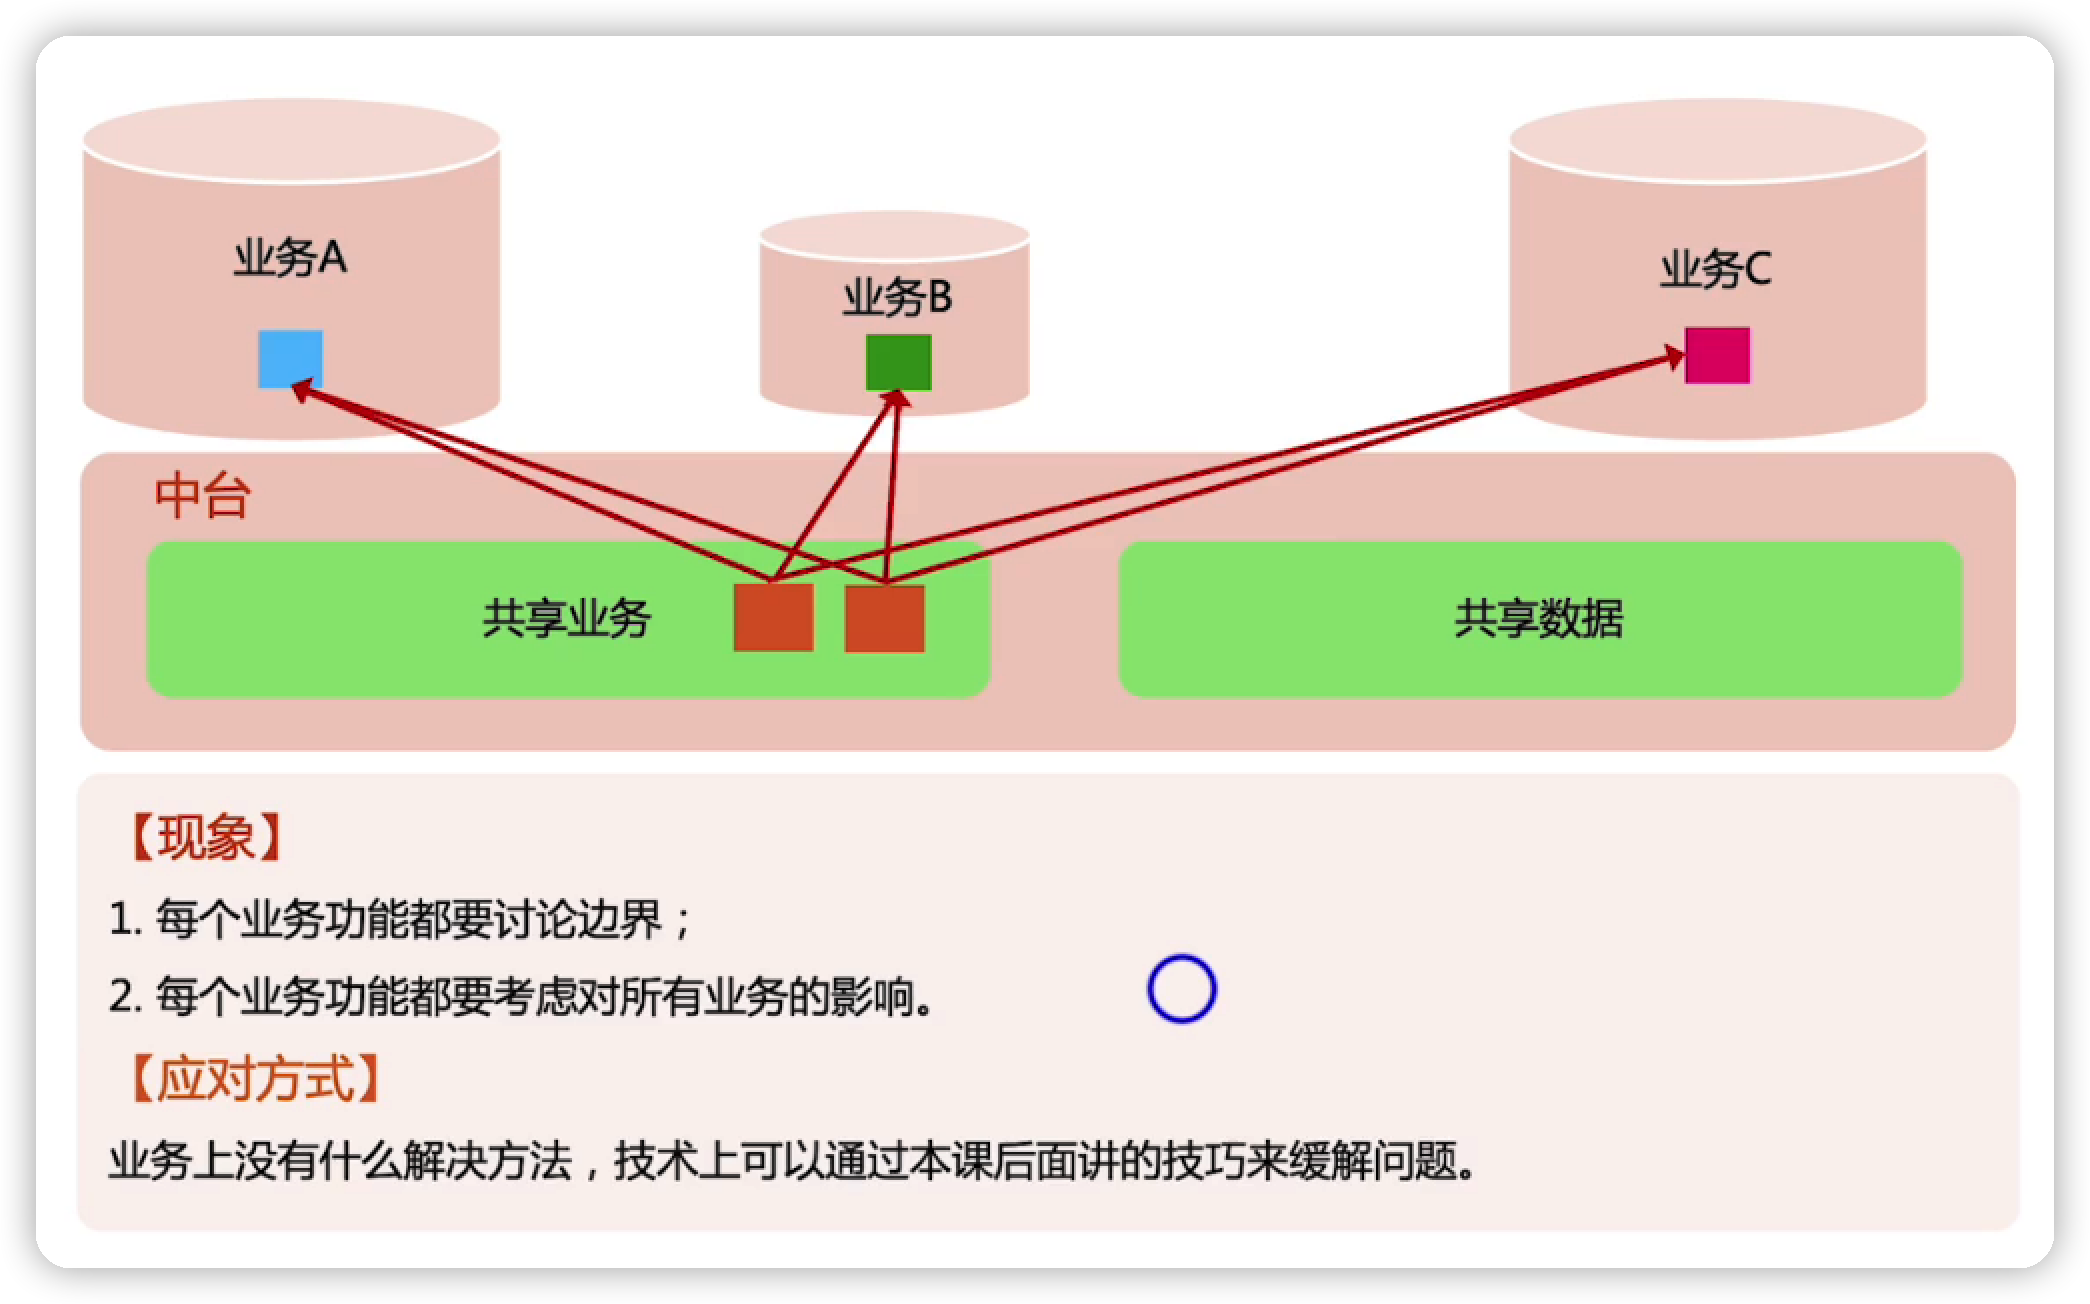 业务A
业务B
业务C
中台
共享业务
共享数据
【现象】
1. 每个业务功能都要讨论边界；
2. 每个业务功能都要考虑对所有业务的影响。
【应对方式】
业务上没有什么解决方法，技术上可以通过本课后面讲的技巧来缓解问题。